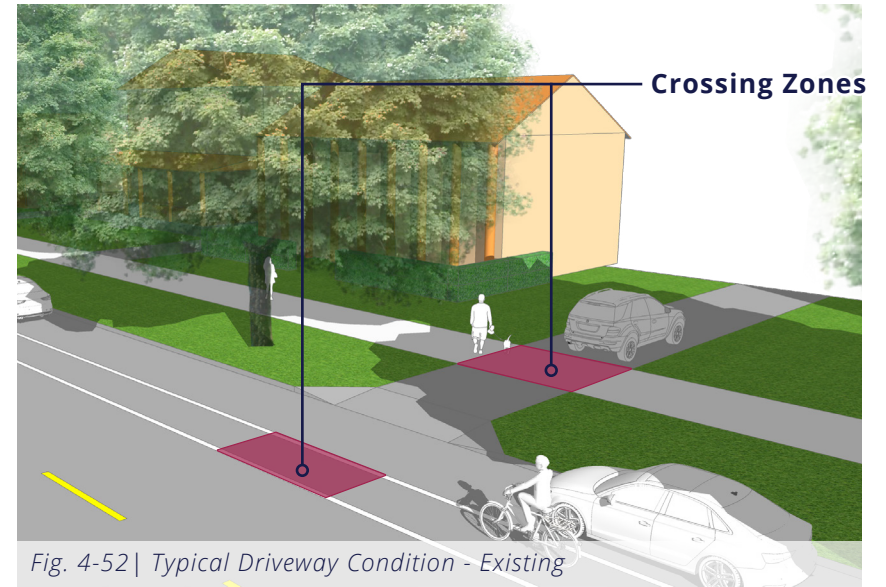 Crossing Zones
Fig. 4-52| Typical Driveway Condition - Existing